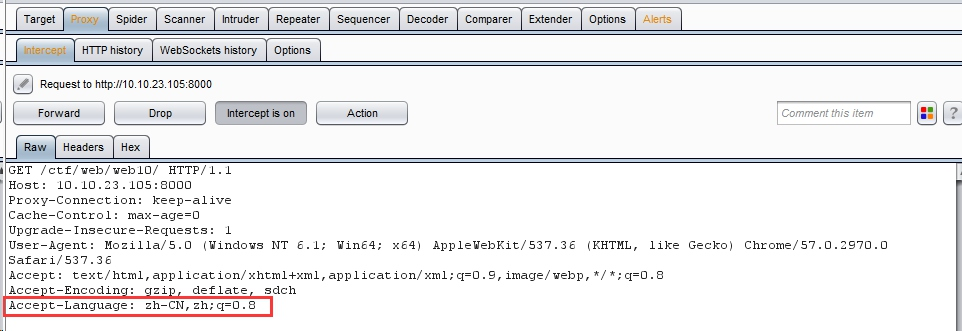 Target Proxy Spider Scanner Intruder Repeater Sequencer Decoder Comparer Extender Options Alerts
Intercept HTTP history WebSockets history Options
Request to http://10.10.23.105:8000
Forward Drop Intercept is on Action Comment this item ?
Raw Headers Hex
GET /ctf/web/web10/ HTTP/1.1
Host: 10.10.23.105:8000
Proxy-Connection: keep-alive
Cache-Control: max-age=0
Upgrade-Insecure-Requests: 1
User-Agent: Mozilla/5.0 (Windows NT 6.1; Win64; x64) AppleWebKit/537.36 (KHTML, like Gecko) Chrome/57.0.2970.0
Safari/537.36
Accept: text/html,application/xhtml+xml,application/xml;q=0.9,image/webp,*/*;q=0.8
Accept-Encoding: gzip, deflate, sdch
Accept-Language: zh-CN,zh;q=0.8